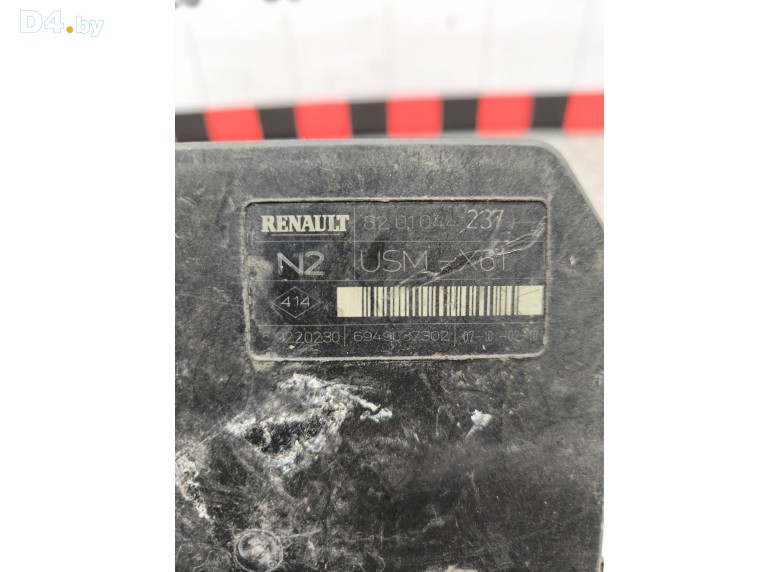 D4.by
RENAULT 8201044237--
N2 USM-X61
414
S 6949037302